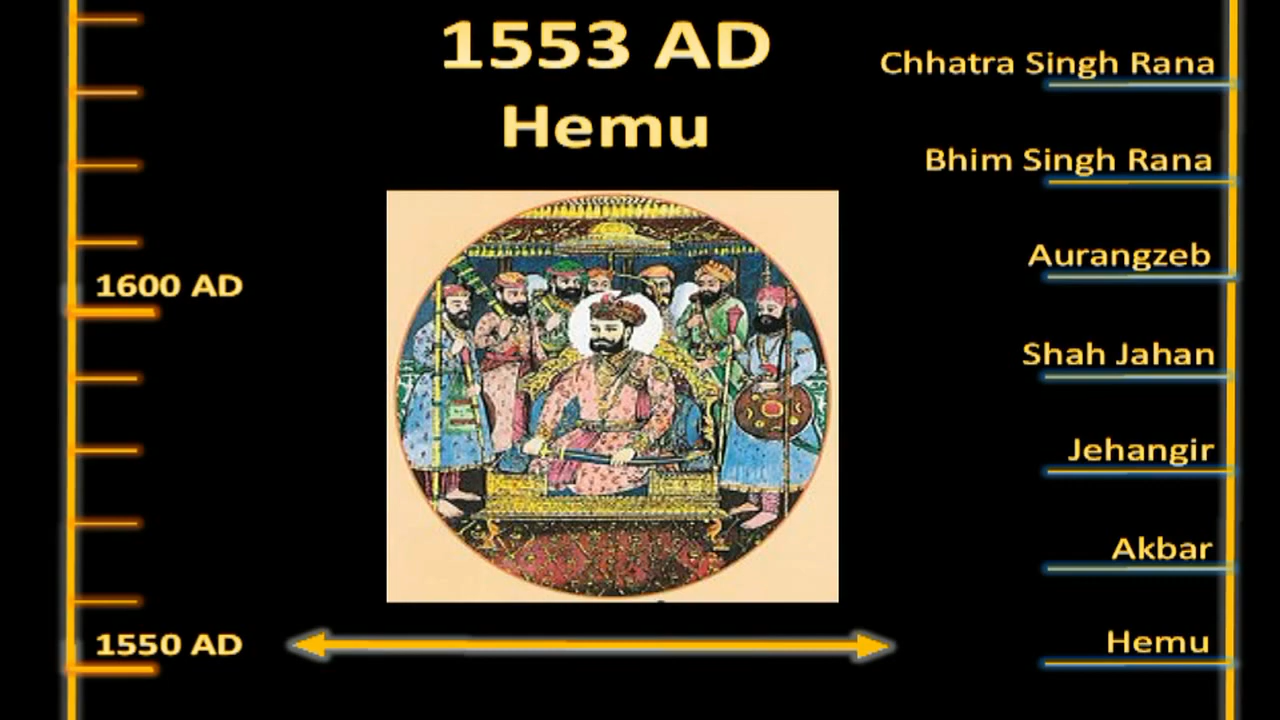 1553 AD
Hemu
1600 AD
1550 AD
Chhatra Singh Rana
Bhim Singh Rana
Aurangzeb
Shah Jahan
Jehangir
Akbar
Hemu